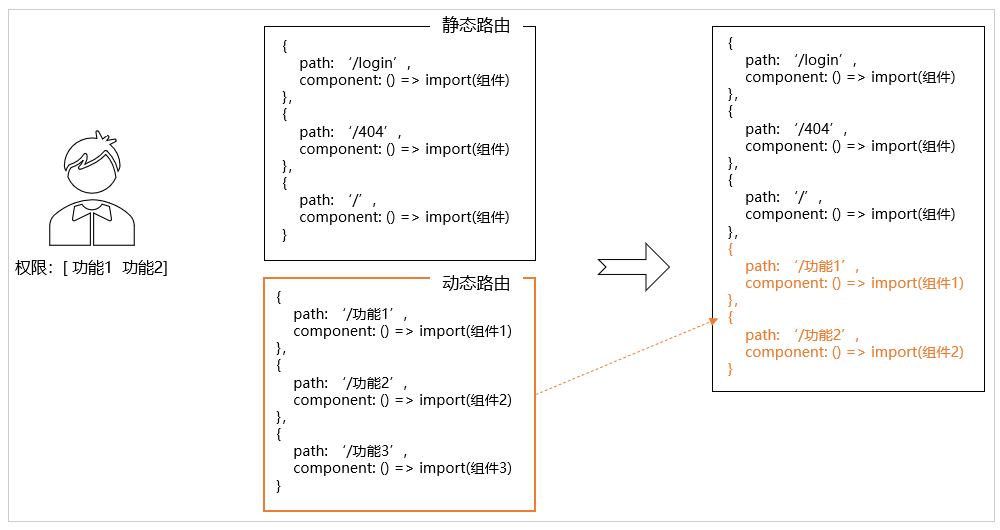 权限：[ 功能1 功能2]
静态路由
{
path: ‘/login’,
component: () => import(组件)
},
{
path: ‘/404’,
component: () => import(组件)
},
{
path: ‘/’,
component: () => import(组件)
}
动态路由
{
path: ‘/功能1’,
component: () => import(组件1)
},
{
path: ‘/功能2’,
component: () => import(组件2)
},
{
path: ‘/功能3’,
component: () => import(组件3)
}
{
path: ‘/login’,
component: () => import(组件)
},
{
path: ‘/404’,
component: () => import(组件)
},
{
path: ‘/’,
component: () => import(组件)
},
{
path: ‘/功能1’,
component: () => import(组件1)
},
{
path: ‘/功能2’,
component: () => import(组件2)
}